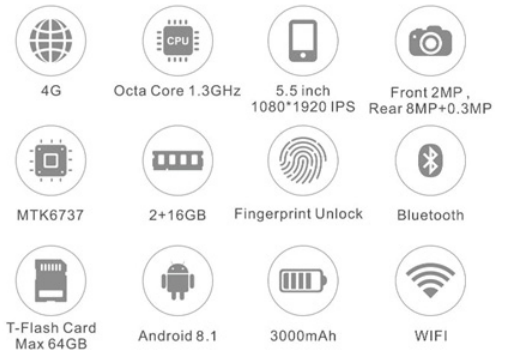 CPU
4G
Octa Core 1.3GHz
5.5 inch
1080*1920 IPS
Front 2MP ,
Rear 8MP+0.3MP
MTK6737
2+16GB
Fingerprint Unlock
Bluetooth
T-Flash Card
Max 64GB
Android 8.1
3000mAh
WIFI